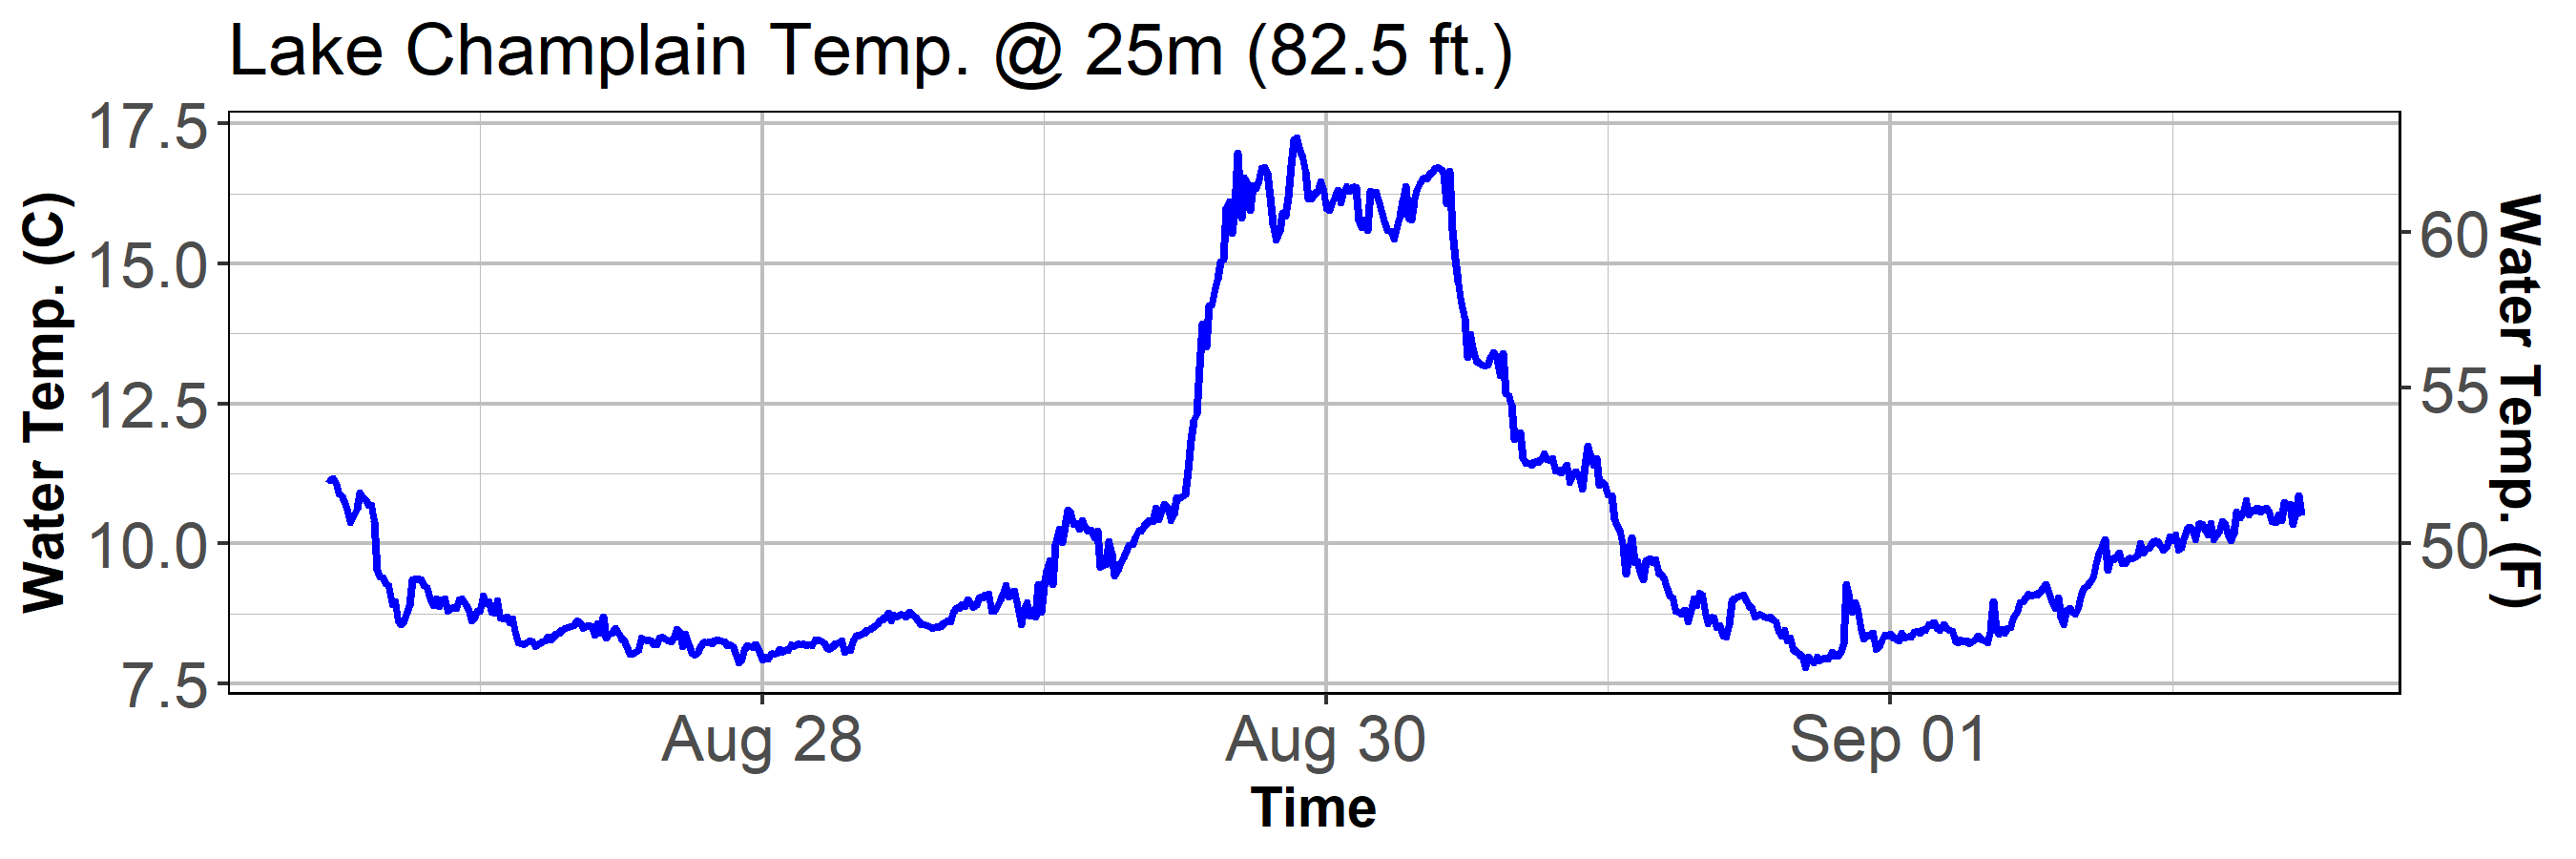 Lake Champlain Temp. @ 25m (82.5 ft.)
Water Temp. (C)
17.5
15.0
12.5
10.0
7.5
60
55
50
Water Temp. (F)
Aug 28
Aug 30
Sep 01
Time